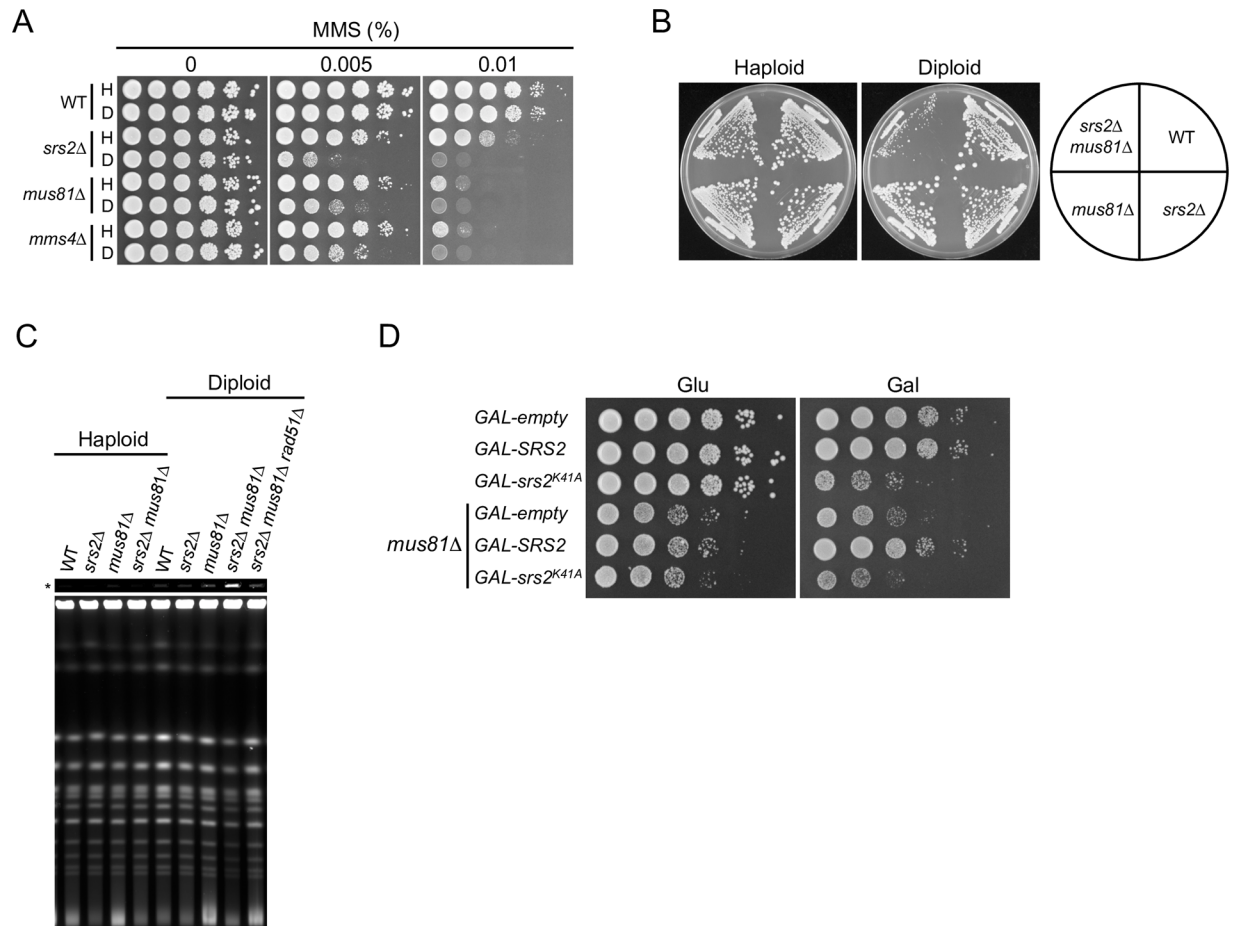 A
MMS (%)
0 0.005 0.01
WT
H
D
srs2Δ
H
D
mus81Δ
H
D
mms4Δ
H
D
B
Haploid Diploid
srs2Δ
mus81Δ
WT
mus81Δ
srs2Δ
C
Diploid
Haploid
WT
srs2Δ
mus81Δ
srs2Δ mus81Δ
WT
srs2Δ
mus81Δ
srs2Δ mus81Δ
srs2Δ mus81Δ rad51Δ
*
D
Glu Gal
GAL-empty
GAL-SRS2
GAL-srs2K41A
mus81Δ
GAL-empty
GAL-SRS2
GAL-srs2K41A